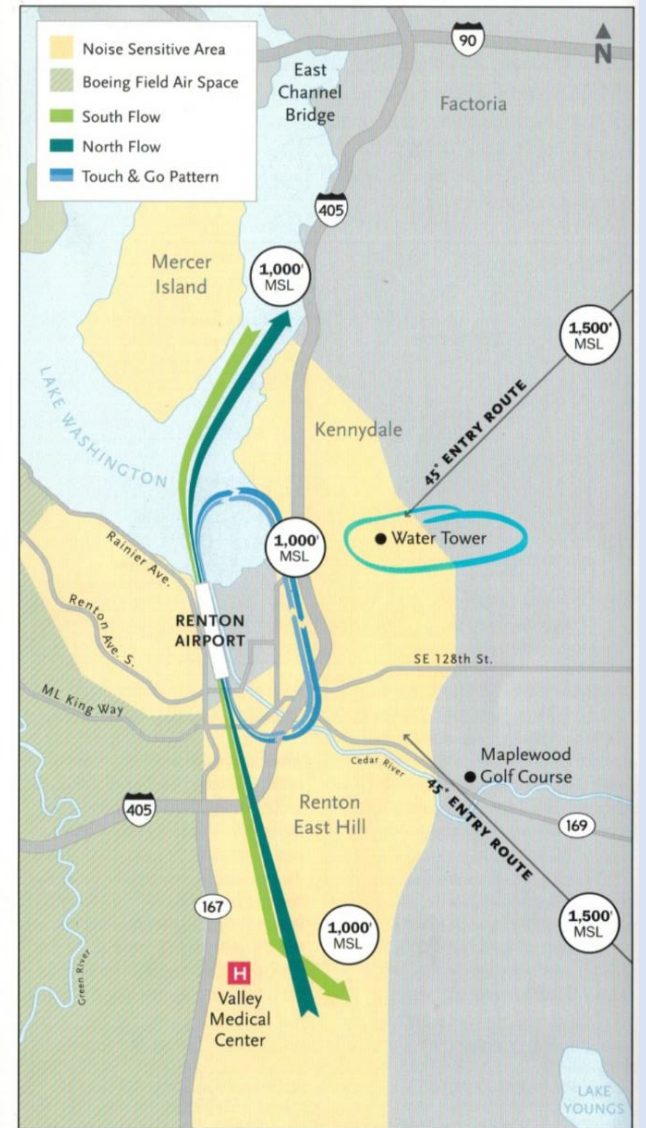 Noise Sensitive Area
Boeing Field Air Space
South Flow
North Flow
Touch & Go Pattern
90
N
East
Channel
Bridge
Factoria
405
Mercer
Island
1,000'
MSL
1,500'
MSL
LAKE WASHINGTON
Kennydale
45° ENTRY ROUTE
1,000'
MSL
Water Tower
Rainier Ave.
RENTON
AIRPORT
Renton Ave. S.
SE 128th St.
ML King Way
Cedar River
Maplewood
Golf Course
45° ENTRY ROUTE
405
Renton
East Hill
169
167
1,000'
MSL
1,500'
MSL
Green River
H
Valley
Medical
Center
LAKE
YOUNGS